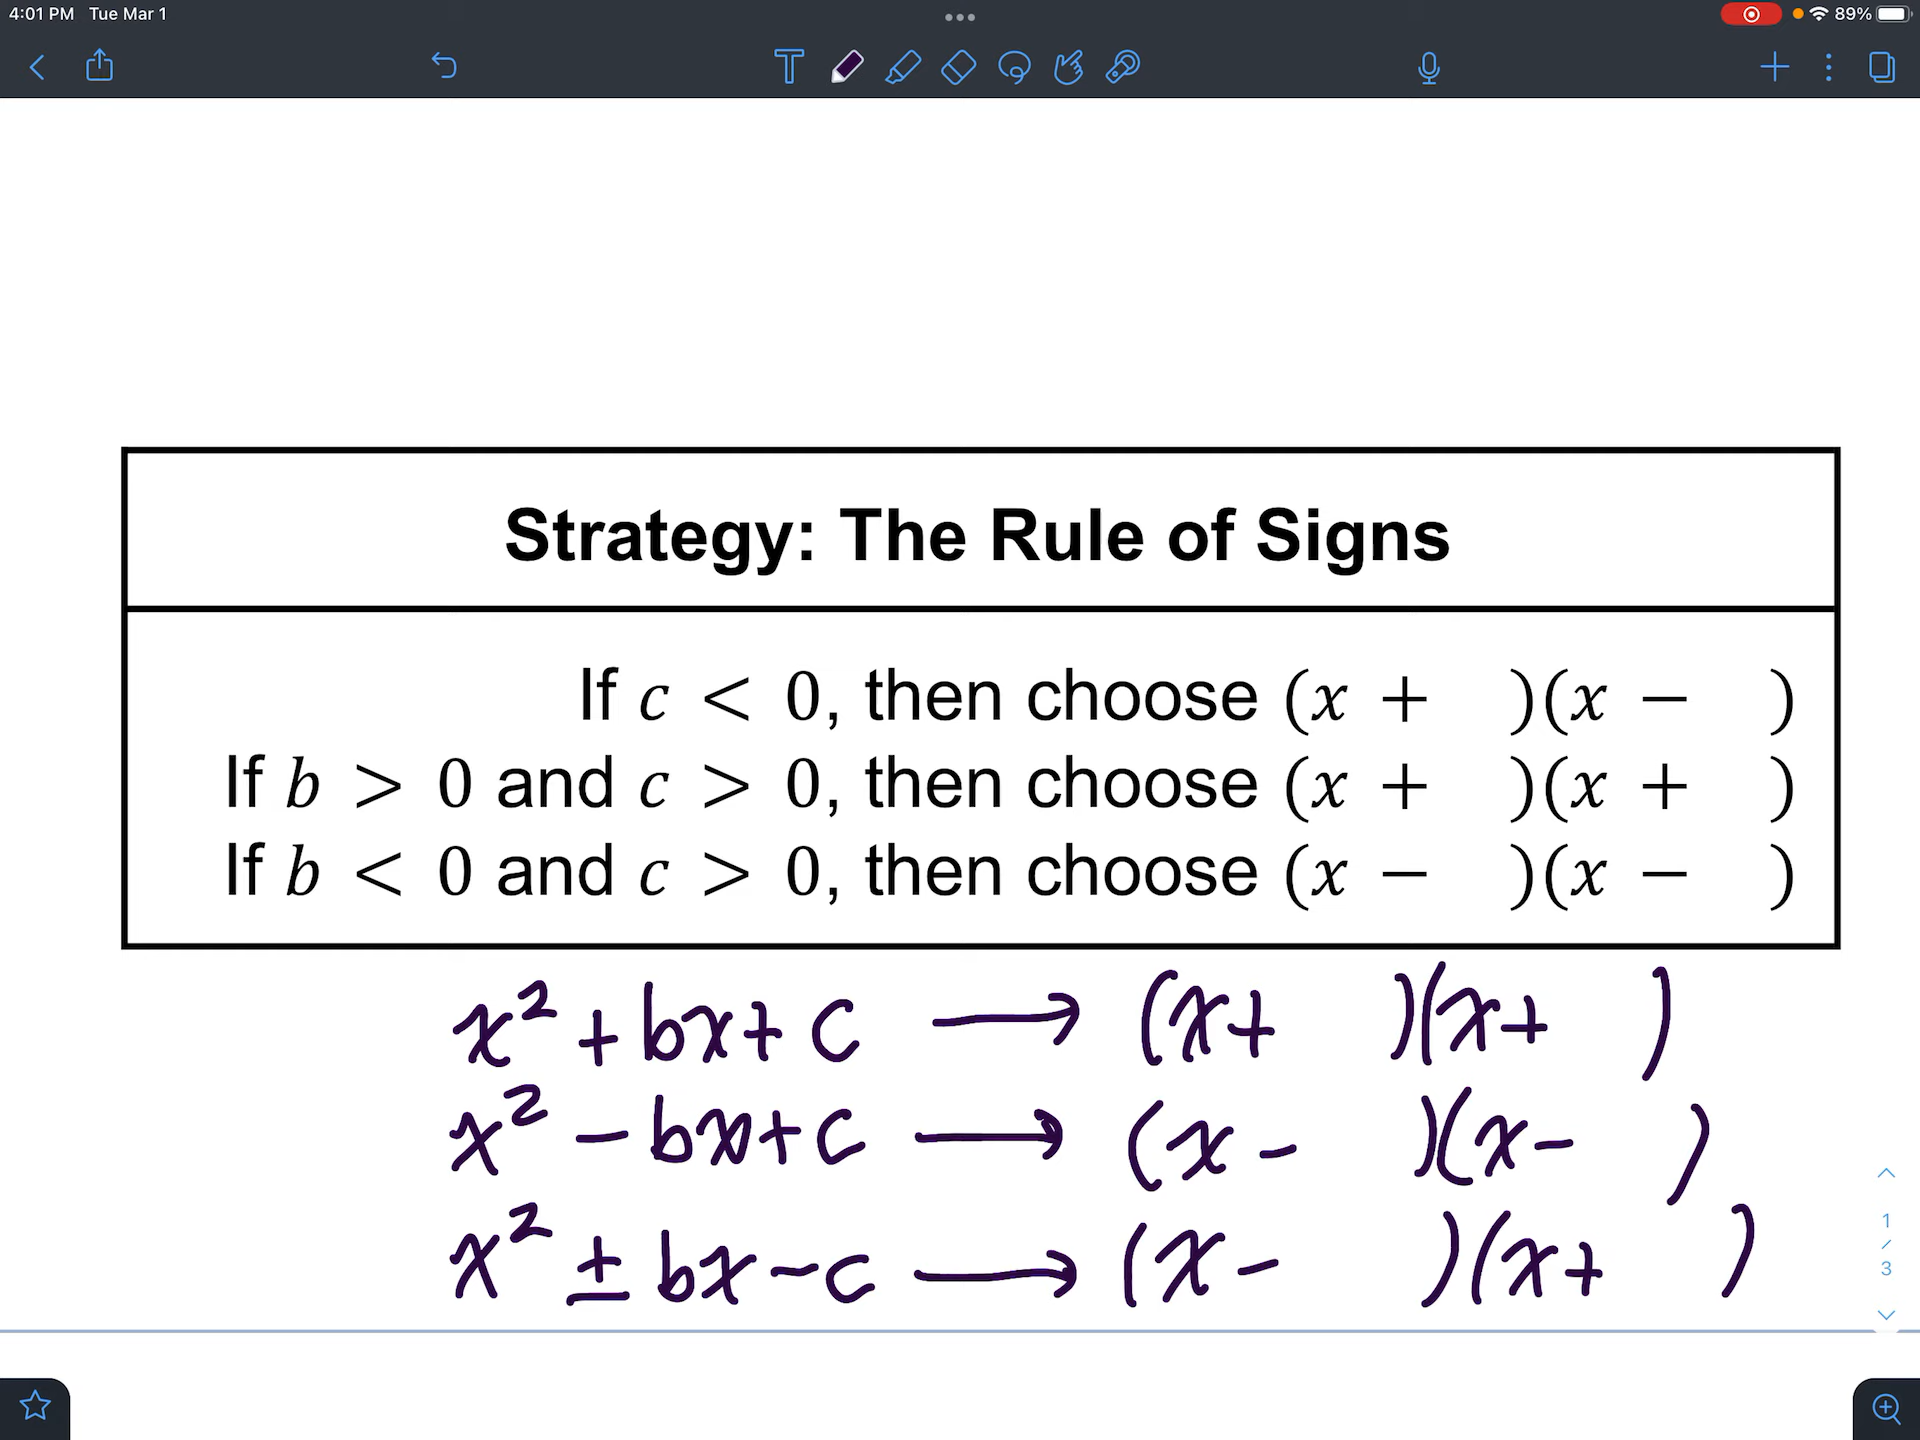 4:01 PM Tue Mar 1
89%
Strategy: The Rule of Signs
If c < 0, then choose (x + )(x − )
If b > 0 and c > 0, then choose (x + )(x + )
If b < 0 and c > 0, then choose (x − )(x − )
x² + bx + c → (x + )(x + )
x² − bx + c → (x − )(x − )
x² ± bx − c → (x − )(x + )
1
/
3